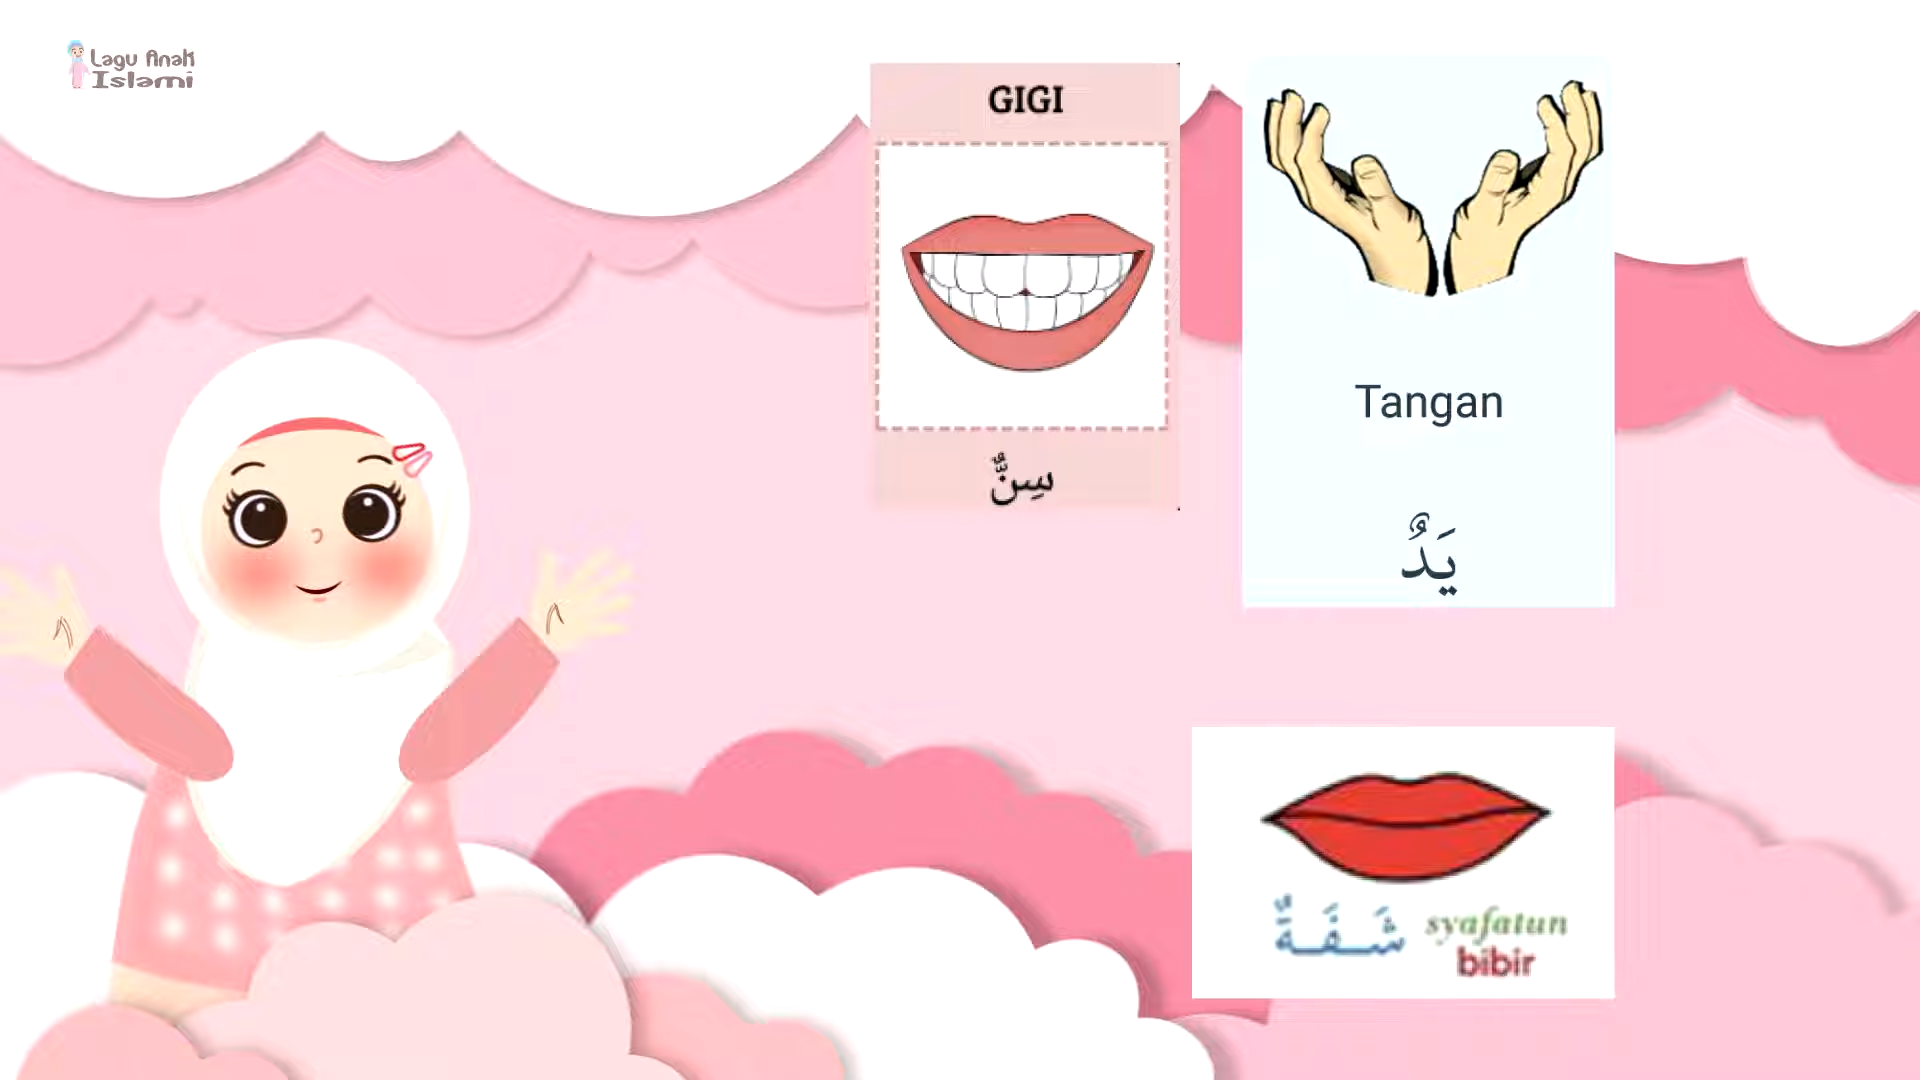 Lagu Anak
Islami
GIGI
سِنٌّ
Tangan
يَدٌ
شَفَةٌ
syafatun
bibir